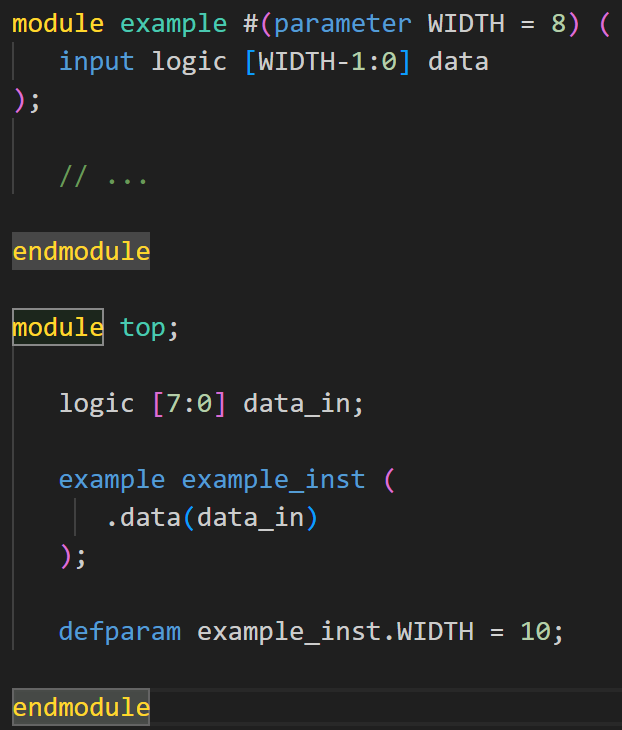 module example #(parameter WIDTH = 8) (
input logic [WIDTH-1:0] data
);
// ...
endmodule
module top;
logic [7:0] data_in;
example example_inst (
.data(data_in)
);
defparam example_inst.WIDTH = 10;
endmodule